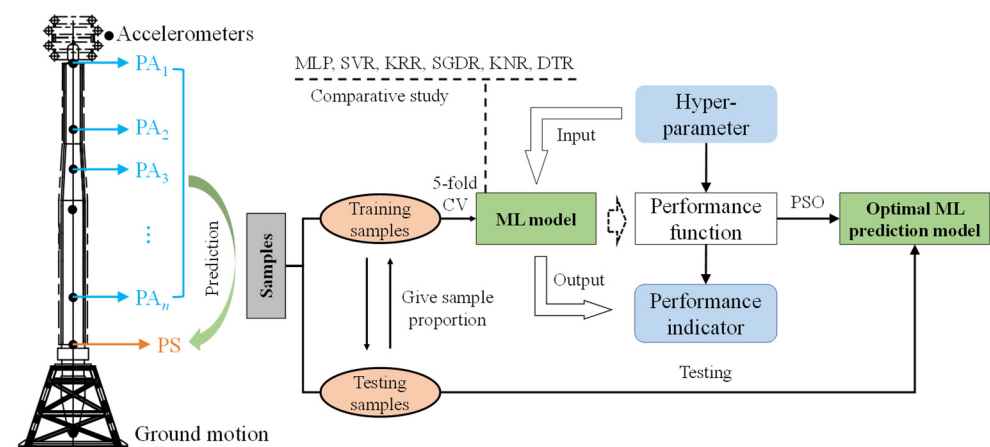 Accelerometers
PA1
PA2
PA3
...
PAn
PS
Ground motion
Prediction
Samples
MLP, SVR, KRR, SGDR, KNR, DTR
Comparative study
Training
samples
5-fold
CV
ML model
Input
Output
Give sample
proportion
Testing
samples
Hyper-
parameter
Performance
function
Performance
indicator
PSO
Optimal ML
prediction model
Testing